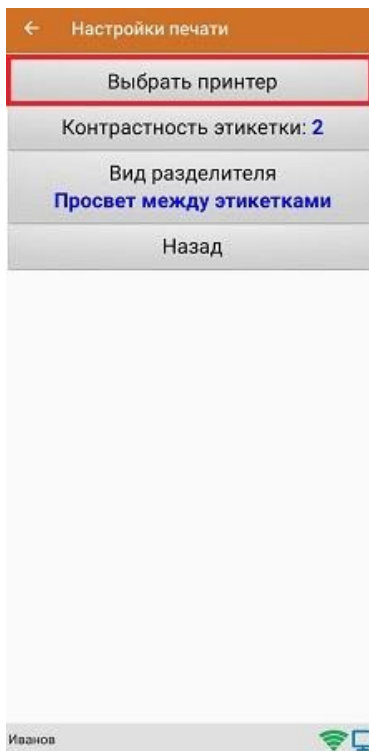 Настройки печати
Выбрать принтер
Контрастность этикетки: 2
Вид разделителя
Просвет между этикетками
Назад
Иванов